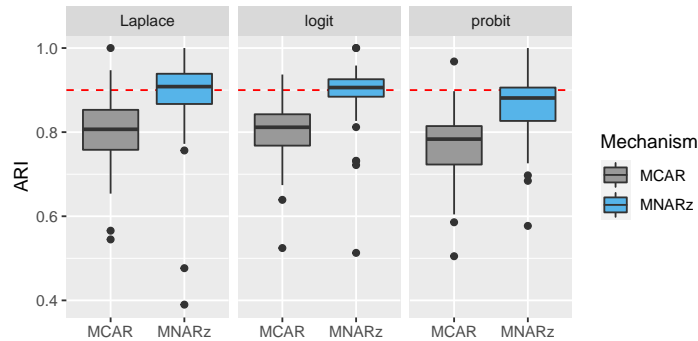 Laplace logit probit
1.0
0.8
0.6
0.4
ARI
MCAR MNARz MCAR MNARz MCAR MNARz
Mechanism
MCAR
MNARz